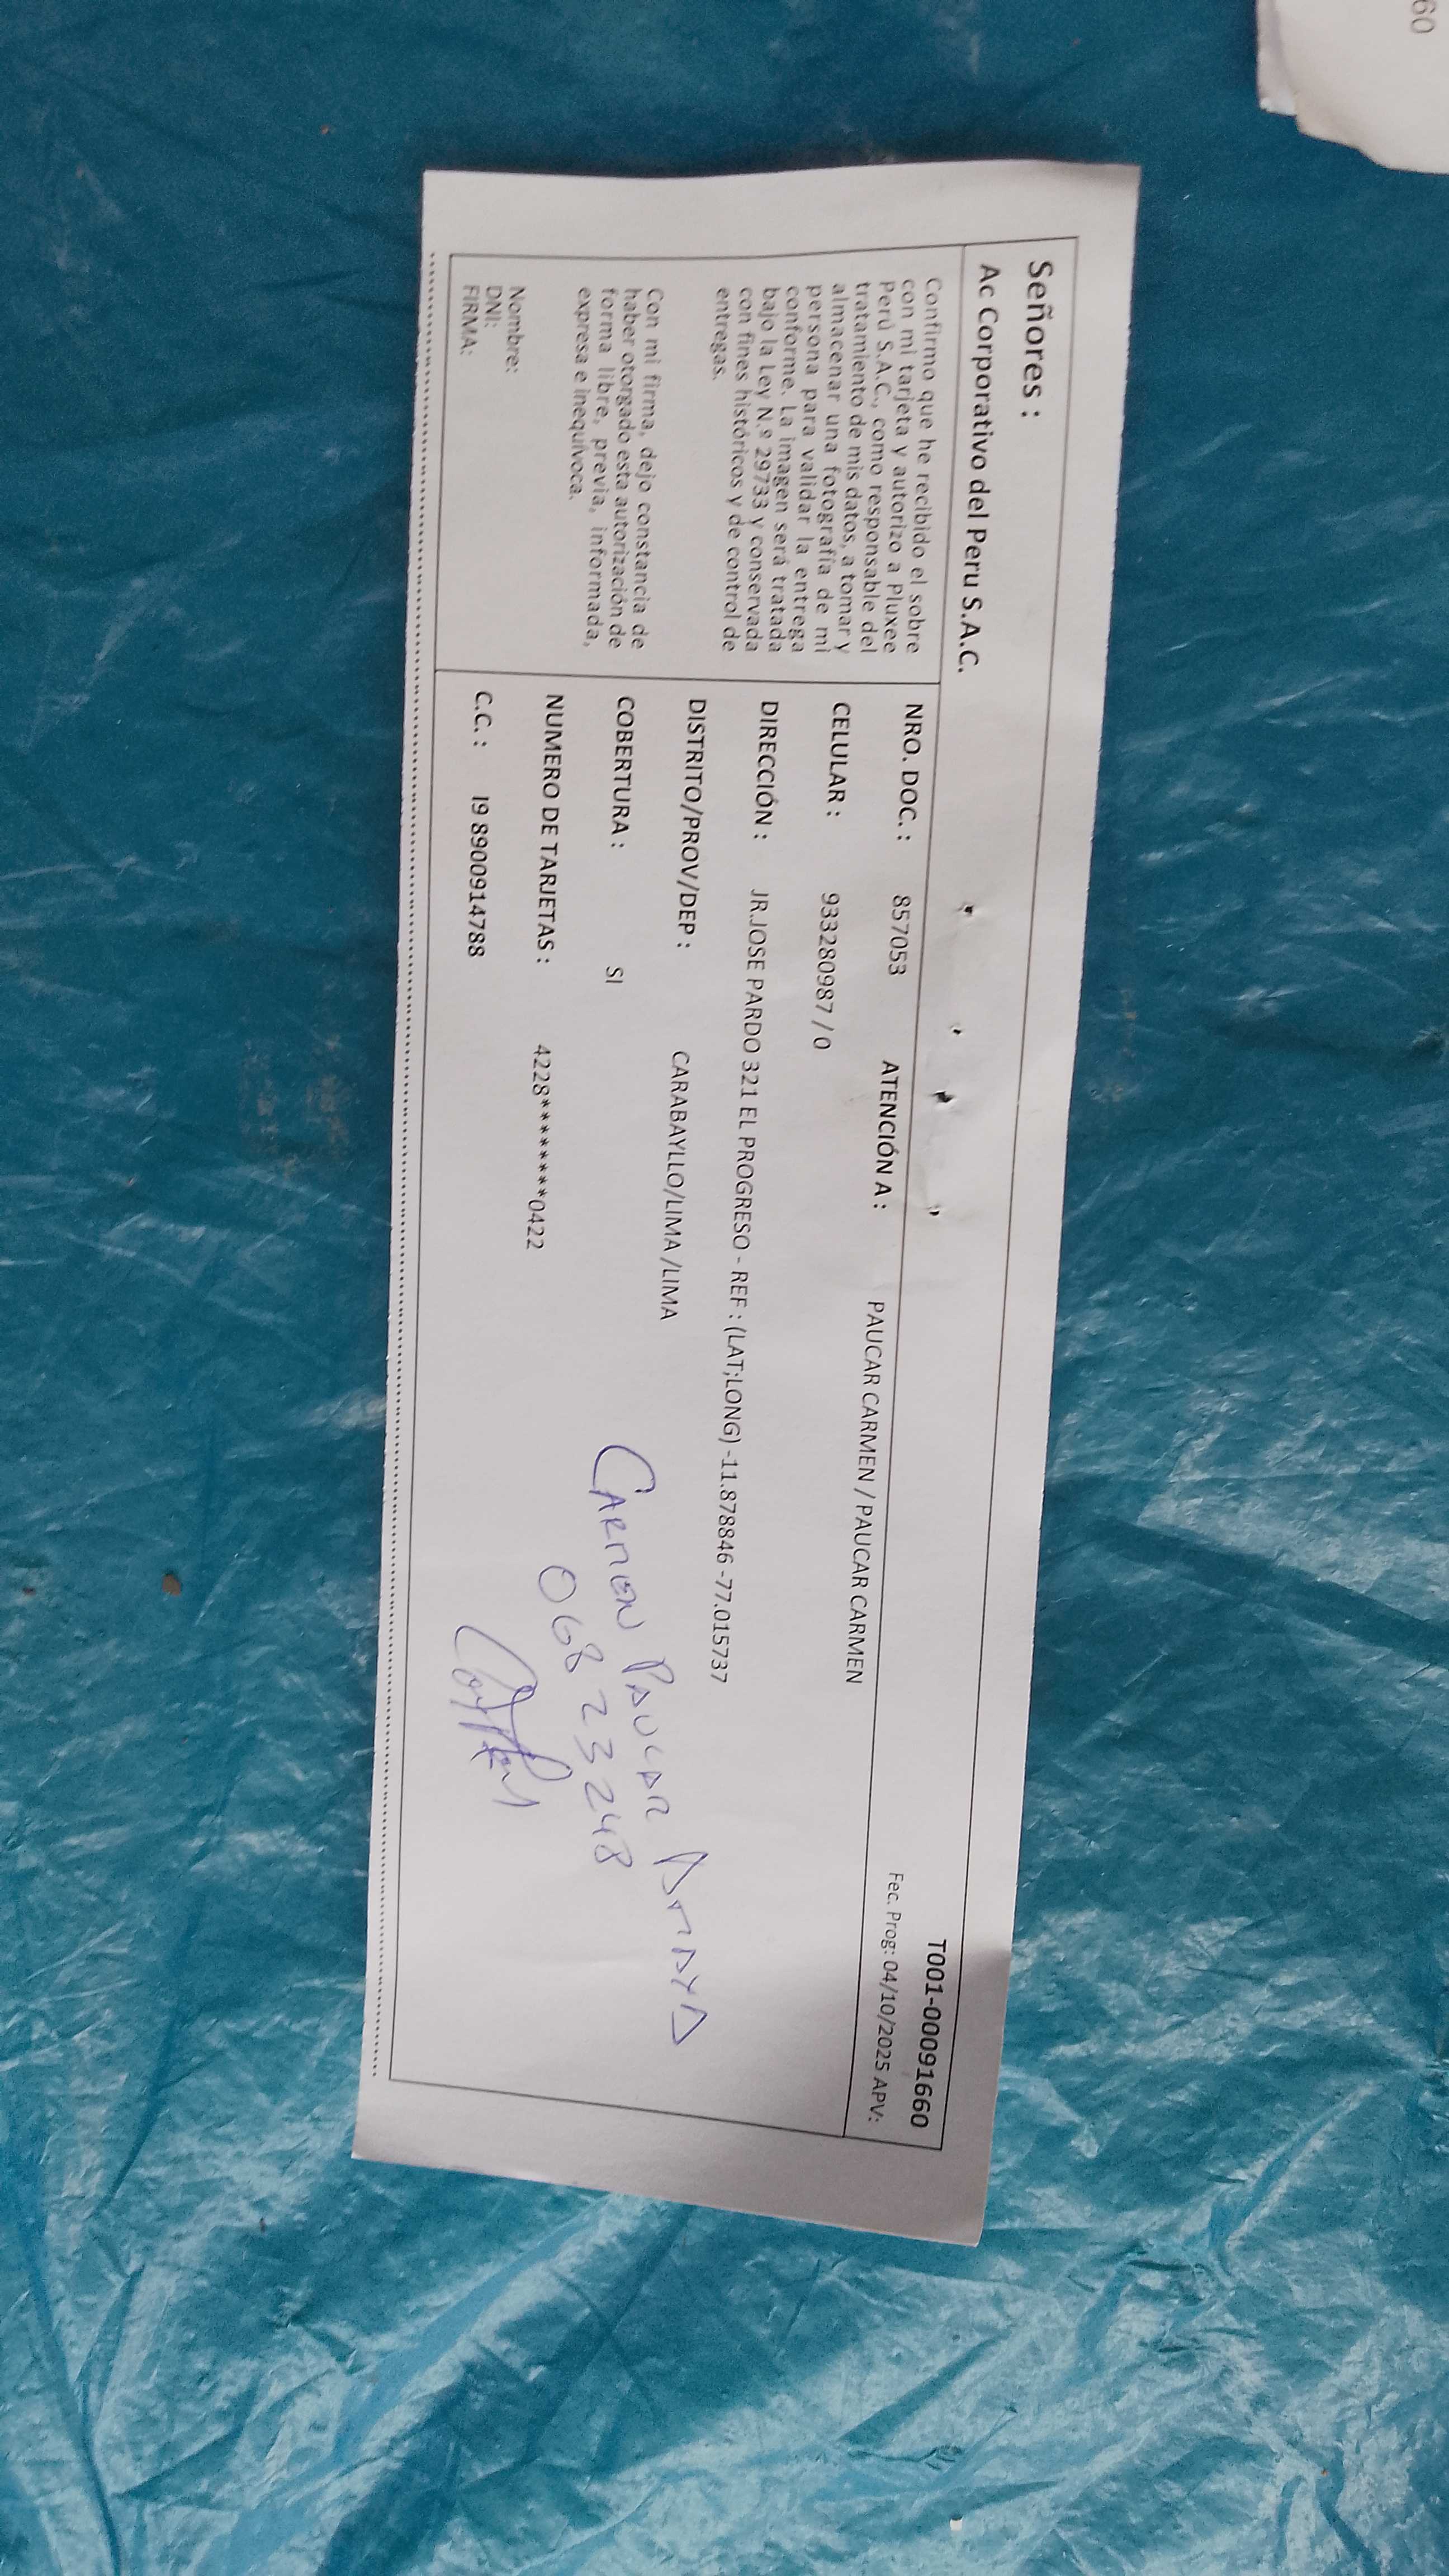 60
Señores :
Ac Corporativo del Peru S.A.C.
T001-00091660
Fec. Prog: 04/10/2025 APV:
Confirmo que he recibido el sobre
con mi tarjeta y autorizo a Pluxee
Perú S.A.C., como responsable del
tratamiento de mis datos, a tomar y
almacenar una fotografía de mi
persona para validar la entrega
conforme. La imagen será tratada
bajo la Ley N.º 29733 y conservada
con fines históricos y de control de
entregas.
Con mi firma, dejo constancia de
haber otorgado esta autorización de
forma libre, previa, informada,
expresa e inequívoca.
Nombre:
DNI:
FIRMA:
NRO. DOC. : 857053 ATENCIÓN A : PAUCAR CARMEN / PAUCAR CARMEN
CELULAR : 933280987 / 0
DIRECCIÓN : JR.JOSE PARDO 321 EL PROGRESO - REF : (LAT;LONG) -11.878846 -77.015737
DISTRITO/PROV/DEP : CARABAYLLO/LIMA /LIMA
COBERTURA : SI
NUMERO DE TARJETAS : 4228********0422
C.C. : I9 8900914788
CARMEN PAUCAR AMAYA
068 23248